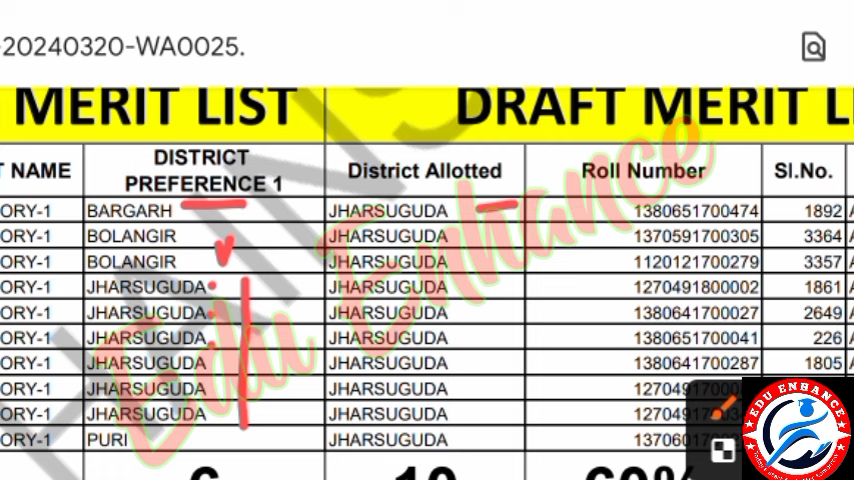 -20240320-WA0025.
MERIT LIST DRAFT MERIT L
T NAME DISTRICT PREFERENCE 1 District Allotted Roll Number Sl.No.
ORY-1 BARGARH JHARSUGUDA 1380651700474 1892
ORY-1 BOLANGIR JHARSUGUDA 1370591700305 3364
ORY-1 BOLANGIR JHARSUGUDA 1120121700279 3357
ORY-1 JHARSUGUDA JHARSUGUDA 1270491800002 1861
ORY-1 JHARSUGUDA JHARSUGUDA 1380641700027 2649
ORY-1 JHARSUGUDA JHARSUGUDA 1380651700041 226
ORY-1 JHARSUGUDA JHARSUGUDA 1380641700287 1805
ORY-1 JHARSUGUDA JHARSUGUDA
ORY-1 JHARSUGUDA JHARSUGUDA
ORY-1 PURI JHARSUGUDA
6 10 60%
Edu Enhance
EDU ENHANCE